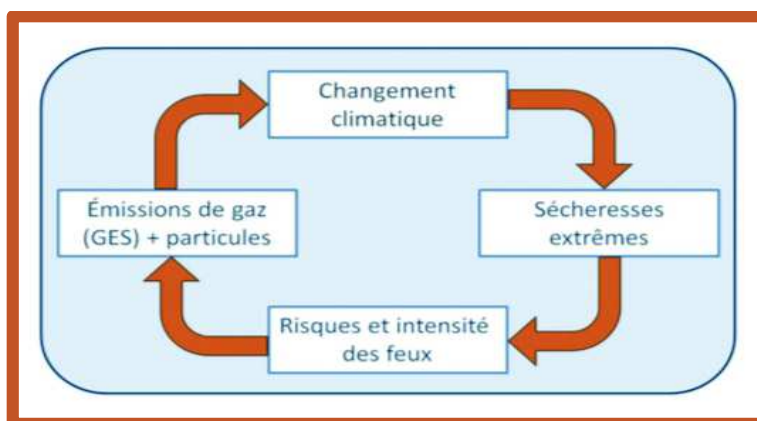 Changement
climatique
Sécheresses
extrêmes
Risques et intensité
des feux
Émissions de gaz
(GES) + particules